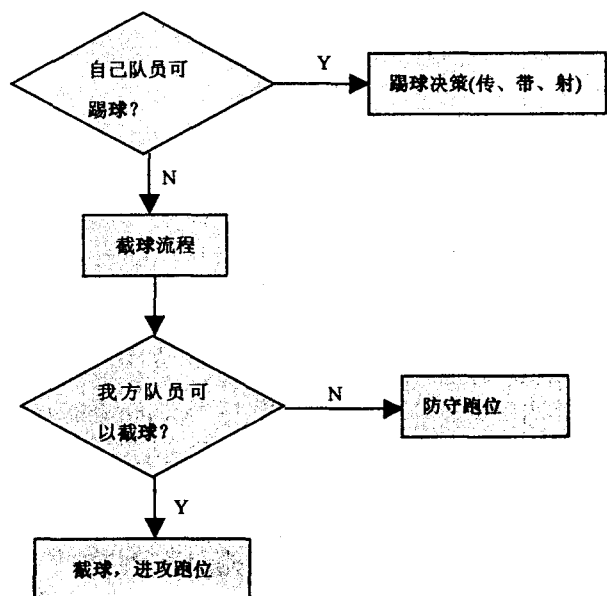 自己队员可
踢球？
Y
踢球决策(传、带、射)
N
截球流程
我方队员可
以截球？
N
防守跑位
Y
截球，进攻跑位